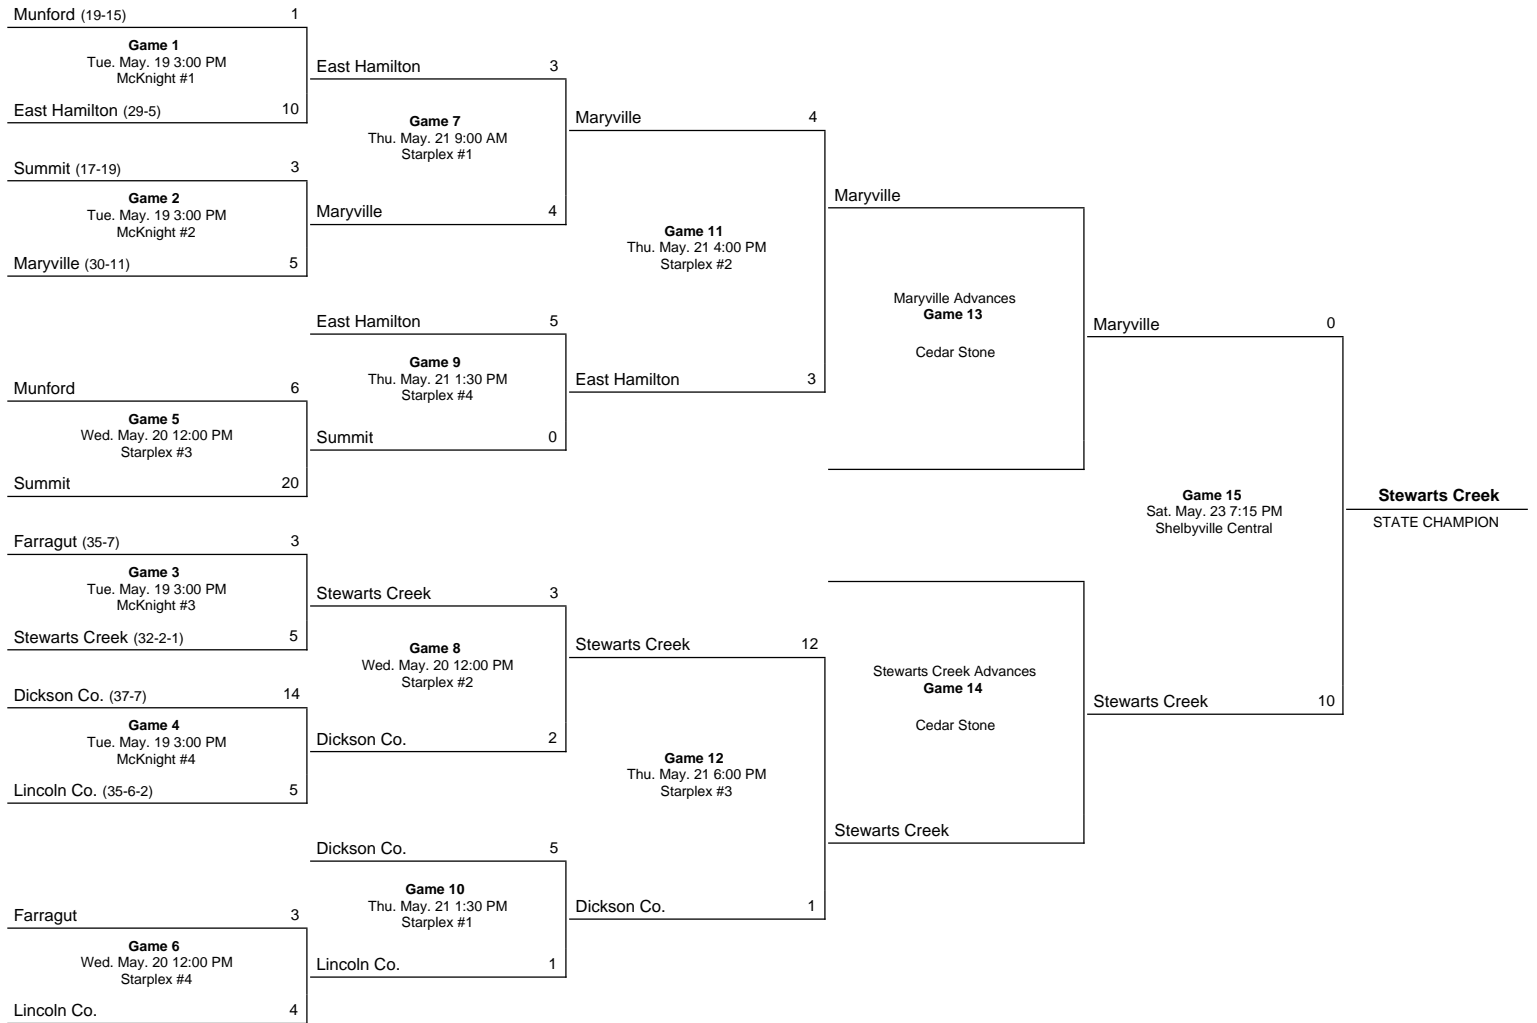 Munford (19-15) 1
Game 1
Tue. May. 19 3:00 PM
McKnight #1
East Hamilton (29-5) 10
Summit (17-19) 3
Game 2
Tue. May. 19 3:00 PM
McKnight #2
Maryville (30-11) 5
Munford 6
Game 5
Wed. May. 20 12:00 PM
Starplex #3
Summit 20
Farragut (35-7) 3
Game 3
Tue. May. 19 3:00 PM
McKnight #3
Stewarts Creek (32-2-1) 5
Dickson Co. (37-7) 14
Game 4
Tue. May. 19 3:00 PM
McKnight #4
Lincoln Co. (35-6-2) 5
Farragut 3
Game 6
Wed. May. 20 12:00 PM
Starplex #4
Lincoln Co. 4
East Hamilton 3
Game 7
Thu. May. 21 9:00 AM
Starplex #1
Maryville 4
East Hamilton 5
Game 9
Thu. May. 21 1:30 PM
Starplex #4
Summit 0
Stewarts Creek 3
Game 8
Wed. May. 20 12:00 PM
Starplex #2
Dickson Co. 2
Dickson Co. 5
Game 10
Thu. May. 21 1:30 PM
Starplex #1
Lincoln Co. 1
Maryville 4
Game 11
Thu. May. 21 4:00 PM
Starplex #2
East Hamilton 3
Stewarts Creek 12
Game 12
Thu. May. 21 6:00 PM
Starplex #3
Dickson Co. 1
Maryville
Maryville Advances
Game 13
Cedar Stone
Stewarts Creek Advances
Game 14
Cedar Stone
Stewarts Creek
Maryville 0
Game 15
Sat. May. 23 7:15 PM
Shelbyville Central
Stewarts Creek 10
Stewarts Creek
STATE CHAMPION